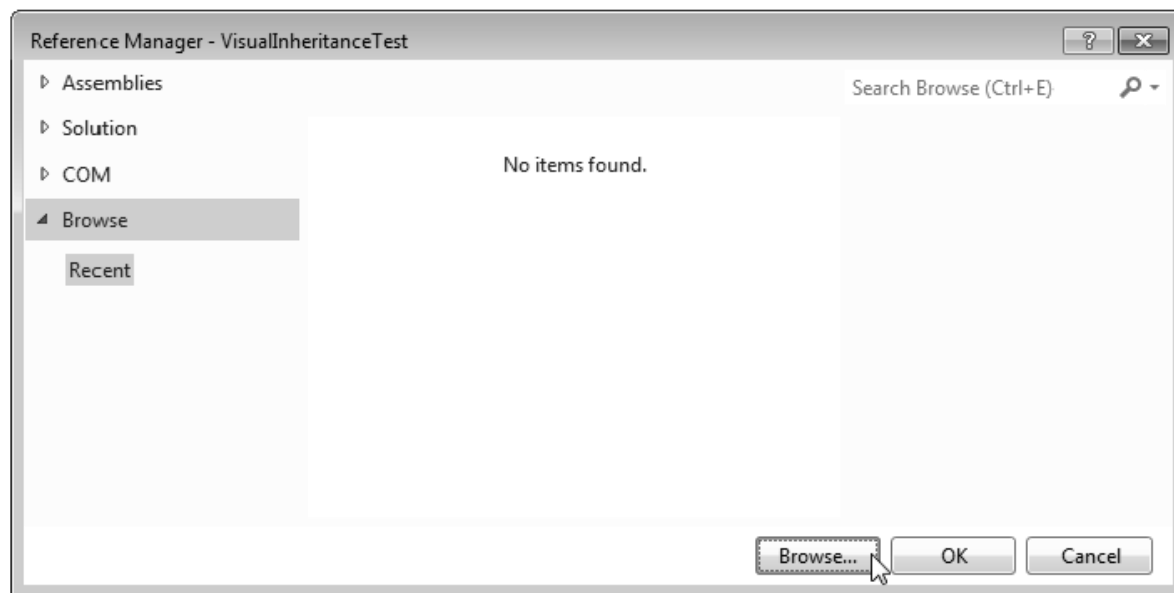 Reference Manager - VisualInheritanceTest
Assemblies
Search Browse (Ctrl+E)
Solution
No items found.
COM
Browse
Recent
Browse...
OK
Cancel